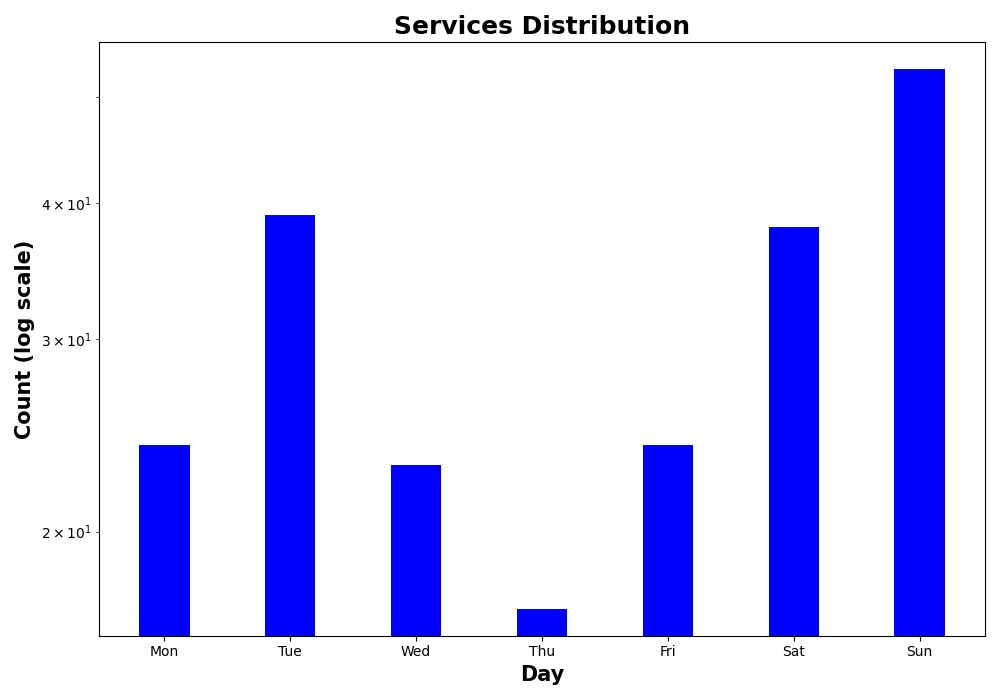 Services Distribution
Count (log scale)
4 × 10¹
3 × 10¹
2 × 10¹
Mon Tue Wed Thu Fri Sat Sun
Day